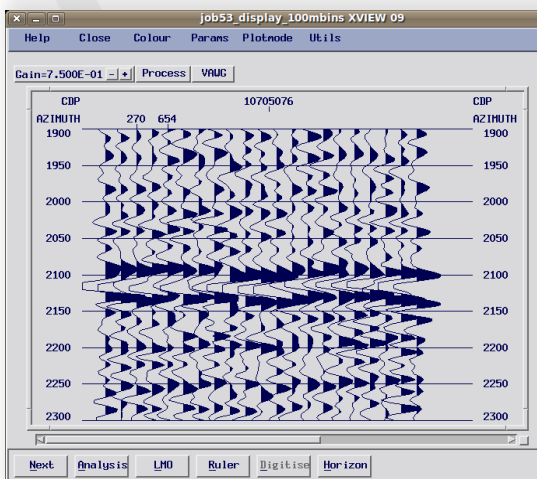 job53_display_100mbins XVIEW 09
Help Close Colour Params Plotmode Utils
Gain=7.500E-01 - + Process VAWG
CDP 10705076 CDP
AZIMUTH 270 654 AZIMUTH
1900 1900
1950 1950
2000 2000
2050 2050
2100 2100
2150 2150
2200 2200
2250 2250
2300 2300
Next Analysis LMO Ruler Digitise Horizon